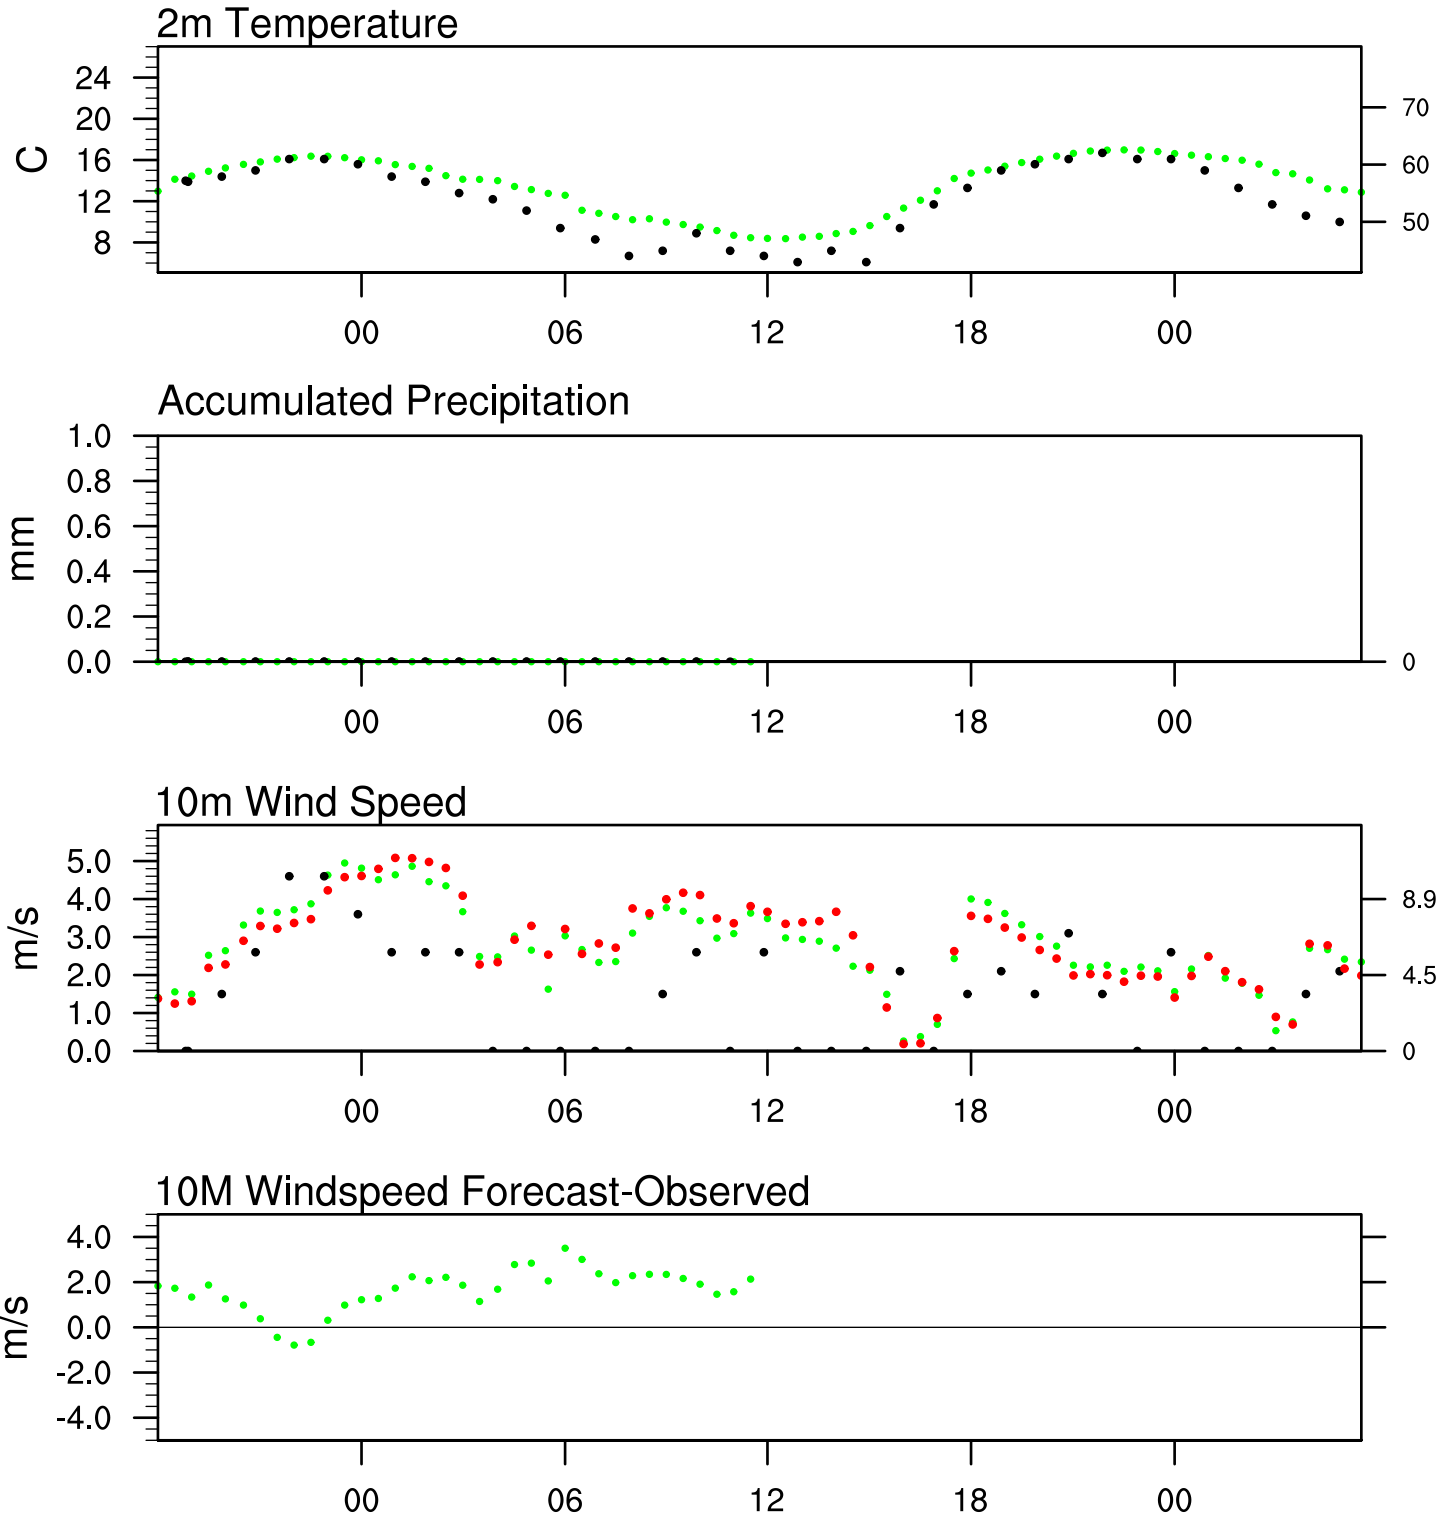 2m Temperature
24
20
16
12
8
C
70
60
50
00 06 12 18 00
Accumulated Precipitation
1.0
0.8
0.6
0.4
0.2
0.0
mm
0
00 06 12 18 00
10m Wind Speed
5.0
4.0
3.0
2.0
1.0
0.0
m/s
8.9
4.5
0
00 06 12 18 00
10M Windspeed Forecast-Observed
4.0
2.0
0.0
-2.0
-4.0
m/s
00 06 12 18 00